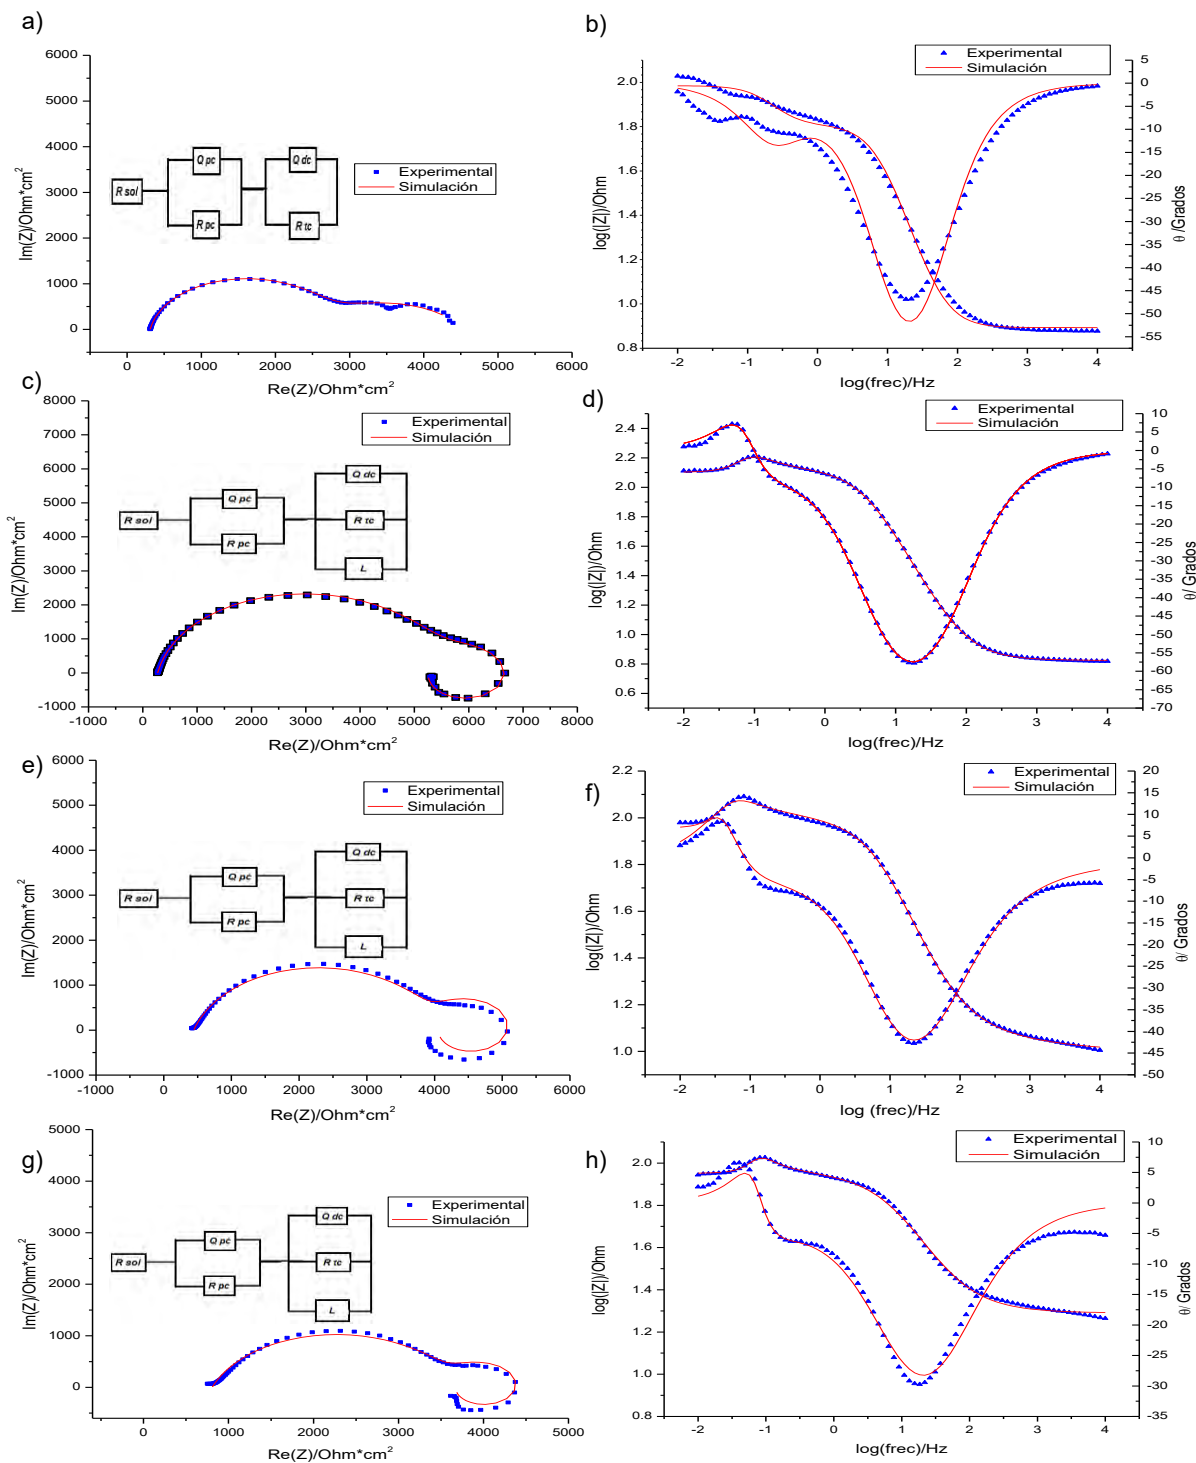 a)
6000
5000
4000
3000
2000
1000
0
Im(Z)/Ohm*cm²
Q pc
Q dc
R sol
R pc
R tc
Experimental
Simulación
0 1000 2000 3000 4000 5000 6000
Re(Z)/Ohm*cm²
b)
Experimental
Simulación
2.0
1.8
1.6
1.4
1.2
1.0
0.8
log(|Z|)/Ohm
5
0
-5
-10
-15
-20
-25
-30
-35
-40
-45
-50
-55
θ /Grados
-2 -1 0 1 2 3 4
log(frec)/Hz
c)
8000
7000
6000
5000
4000
3000
2000
1000
0
-1000
Im(Z)/Ohm*cm²
Experimental
Simulación
Q dc
Q pc
R sol
R tc
R pc
L
-1000 0 1000 2000 3000 4000 5000 6000 7000 8000
Re(Z)/Ohm*cm²
d)
Experimental
Simulación
2.4
2.2
2.0
1.8
1.6
1.4
1.2
1.0
0.8
0.6
log(|Z|)/Ohm
10
5
0
-5
-10
-15
-20
-25
-30
-35
-40
-45
-50
-55
-60
-65
-70
θ/ Grados
-2 -1 0 1 2 3 4
log(frec)/Hz
e)
6000
5000
4000
3000
2000
1000
0
-1000
Im(Z)/Ohm*cm²
Experimental
Simulación
Q dc
Q pc
R sol
R tc
R pc
L
-1000 0 1000 2000 3000 4000 5000 6000
Re(Z)/Ohm*cm²
f)
Experimental
Simulación
2.2
2.0
1.8
1.6
1.4
1.2
1.0
log(|Z|)/Ohm
20
15
10
5
0
-5
-10
-15
-20
-25
-30
-35
-40
-45
-50
θ/ Grados
-2 -1 0 1 2 3 4
log (frec)/Hz
g)
5000
4000
3000
2000
1000
0
Im(Z)/Ohm*cm²
Experimental
Simulación
Q dc
Q pc
R sol
R tc
R pc
L
0 1000 2000 3000 4000 5000
Re(Z)/Ohm*cm²
h)
Experimental
Simulación
2.0
1.8
1.6
1.4
1.2
1.0
0.8
log(|Z|)/Ohm
10
5
0
-5
-10
-15
-20
-25
-30
-35
θ/ Grados
-2 -1 0 1 2 3 4
log(frec)/Hz